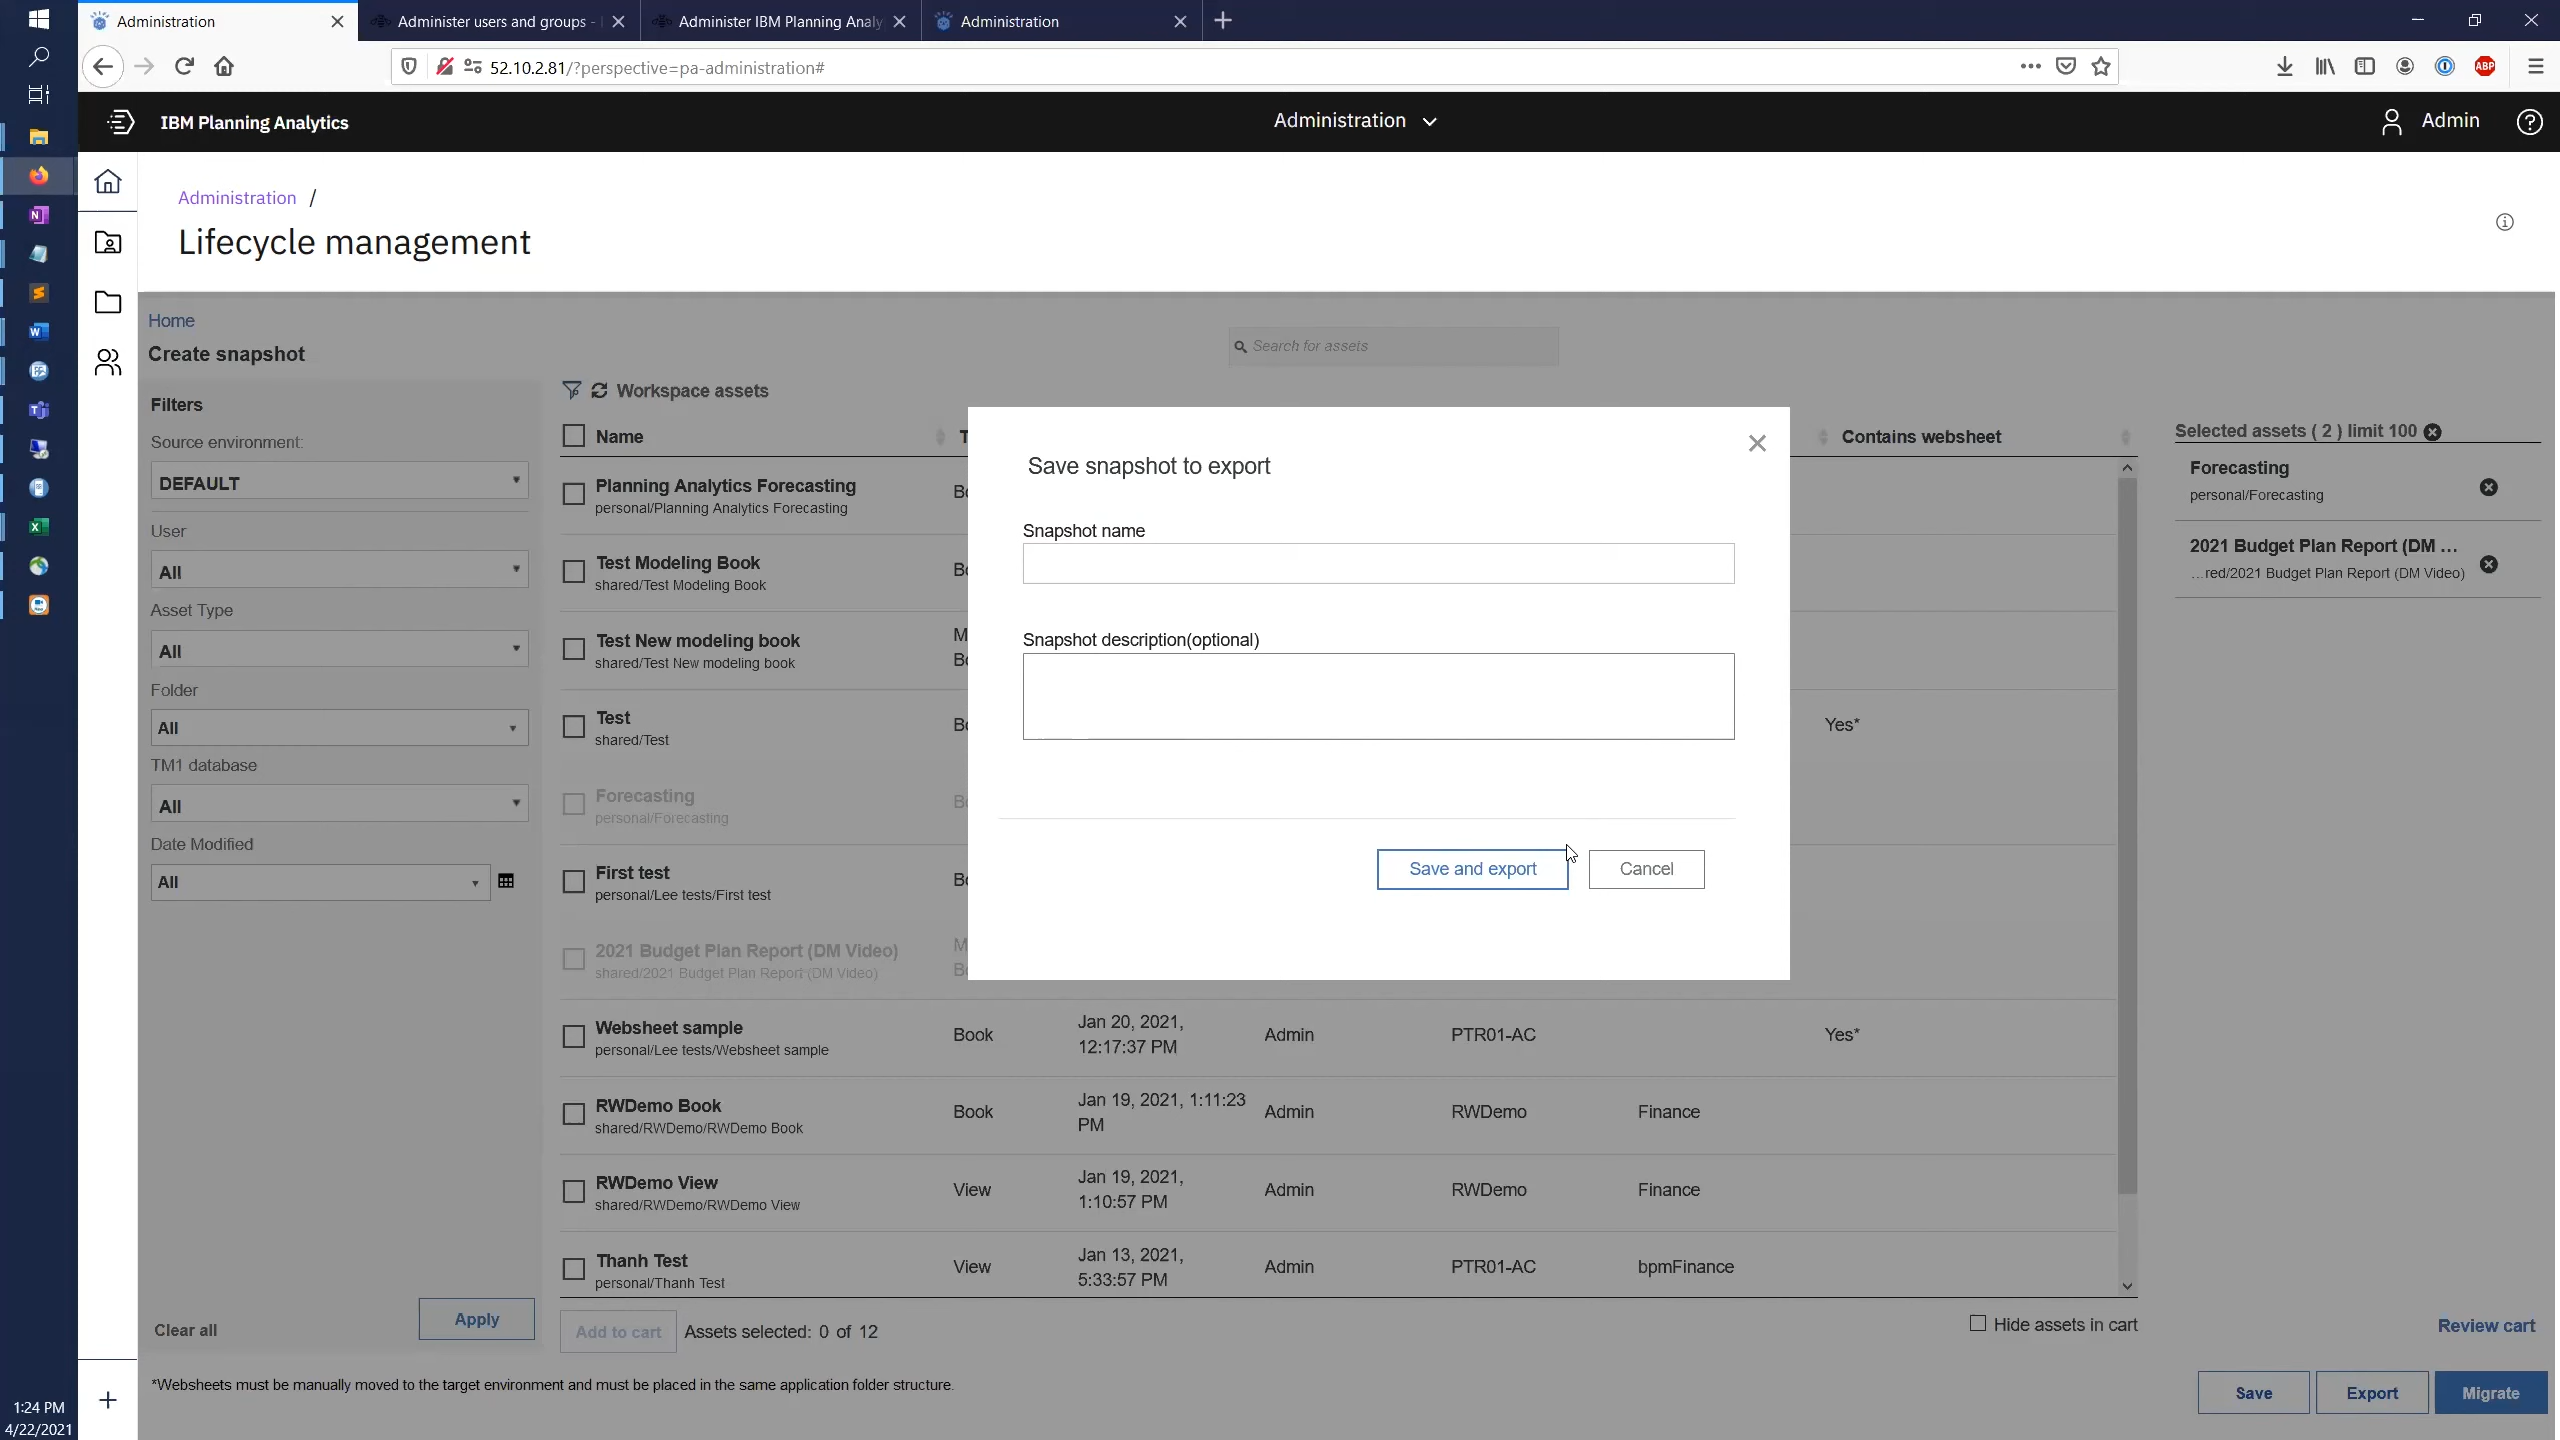 Administration
Administer users and groups -
Administer IBM Planning Analy
Administration
52.10.2.81/?perspective=pa-administration#
ABP
IBM Planning Analytics
Administration
Admin
Administration /
Lifecycle management
Home
Create snapshot
Search for assets
Filters
Source environment:
DEFAULT
User
All
Asset Type
All
Folder
All
TM1 database
All
Date Modified
All
Clear all
Apply
Workspace assets
Name
T
Contains websheet
Planning Analytics Forecasting
Bo
personal/Planning Analytics Forecasting
Test Modeling Book
Bo
shared/Test Modeling Book
Test New modeling book
M
Bo
shared/Test New modeling book
Test
Bo
Yes*
shared/Test
Forecasting
Bo
personal/Forecasting
First test
Bo
personal/Lee tests/First test
2021 Budget Plan Report (DM Video)
M
Bo
shared/2021 Budget Plan Report (DM Video)
Websheet sample
personal/Lee tests/Websheet sample
Book
Jan 20, 2021,
12:17:37 PM
Admin
PTR01-AC
Yes*
RWDemo Book
shared/RWDemo/RWDemo Book
Book
Jan 19, 2021, 1:11:23
PM
Admin
RWDemo
Finance
RWDemo View
shared/RWDemo/RWDemo View
View
Jan 19, 2021,
1:10:57 PM
Admin
RWDemo
Finance
Thanh Test
personal/Thanh Test
View
Jan 13, 2021,
5:33:57 PM
Admin
PTR01-AC
bpmFinance
Add to cart
Assets selected: 0 of 12
Hide assets in cart
*Websheets must be manually moved to the target environment and must be placed in the same application folder structure.
Save snapshot to export
Snapshot name
Snapshot description(optional)
Save and export
Cancel
Selected assets ( 2 ) limit 100
Forecasting
personal/Forecasting
2021 Budget Plan Report (DM ...
...red/2021 Budget Plan Report (DM Video)
Review cart
Save
Export
Migrate
1:24 PM
4/22/2021